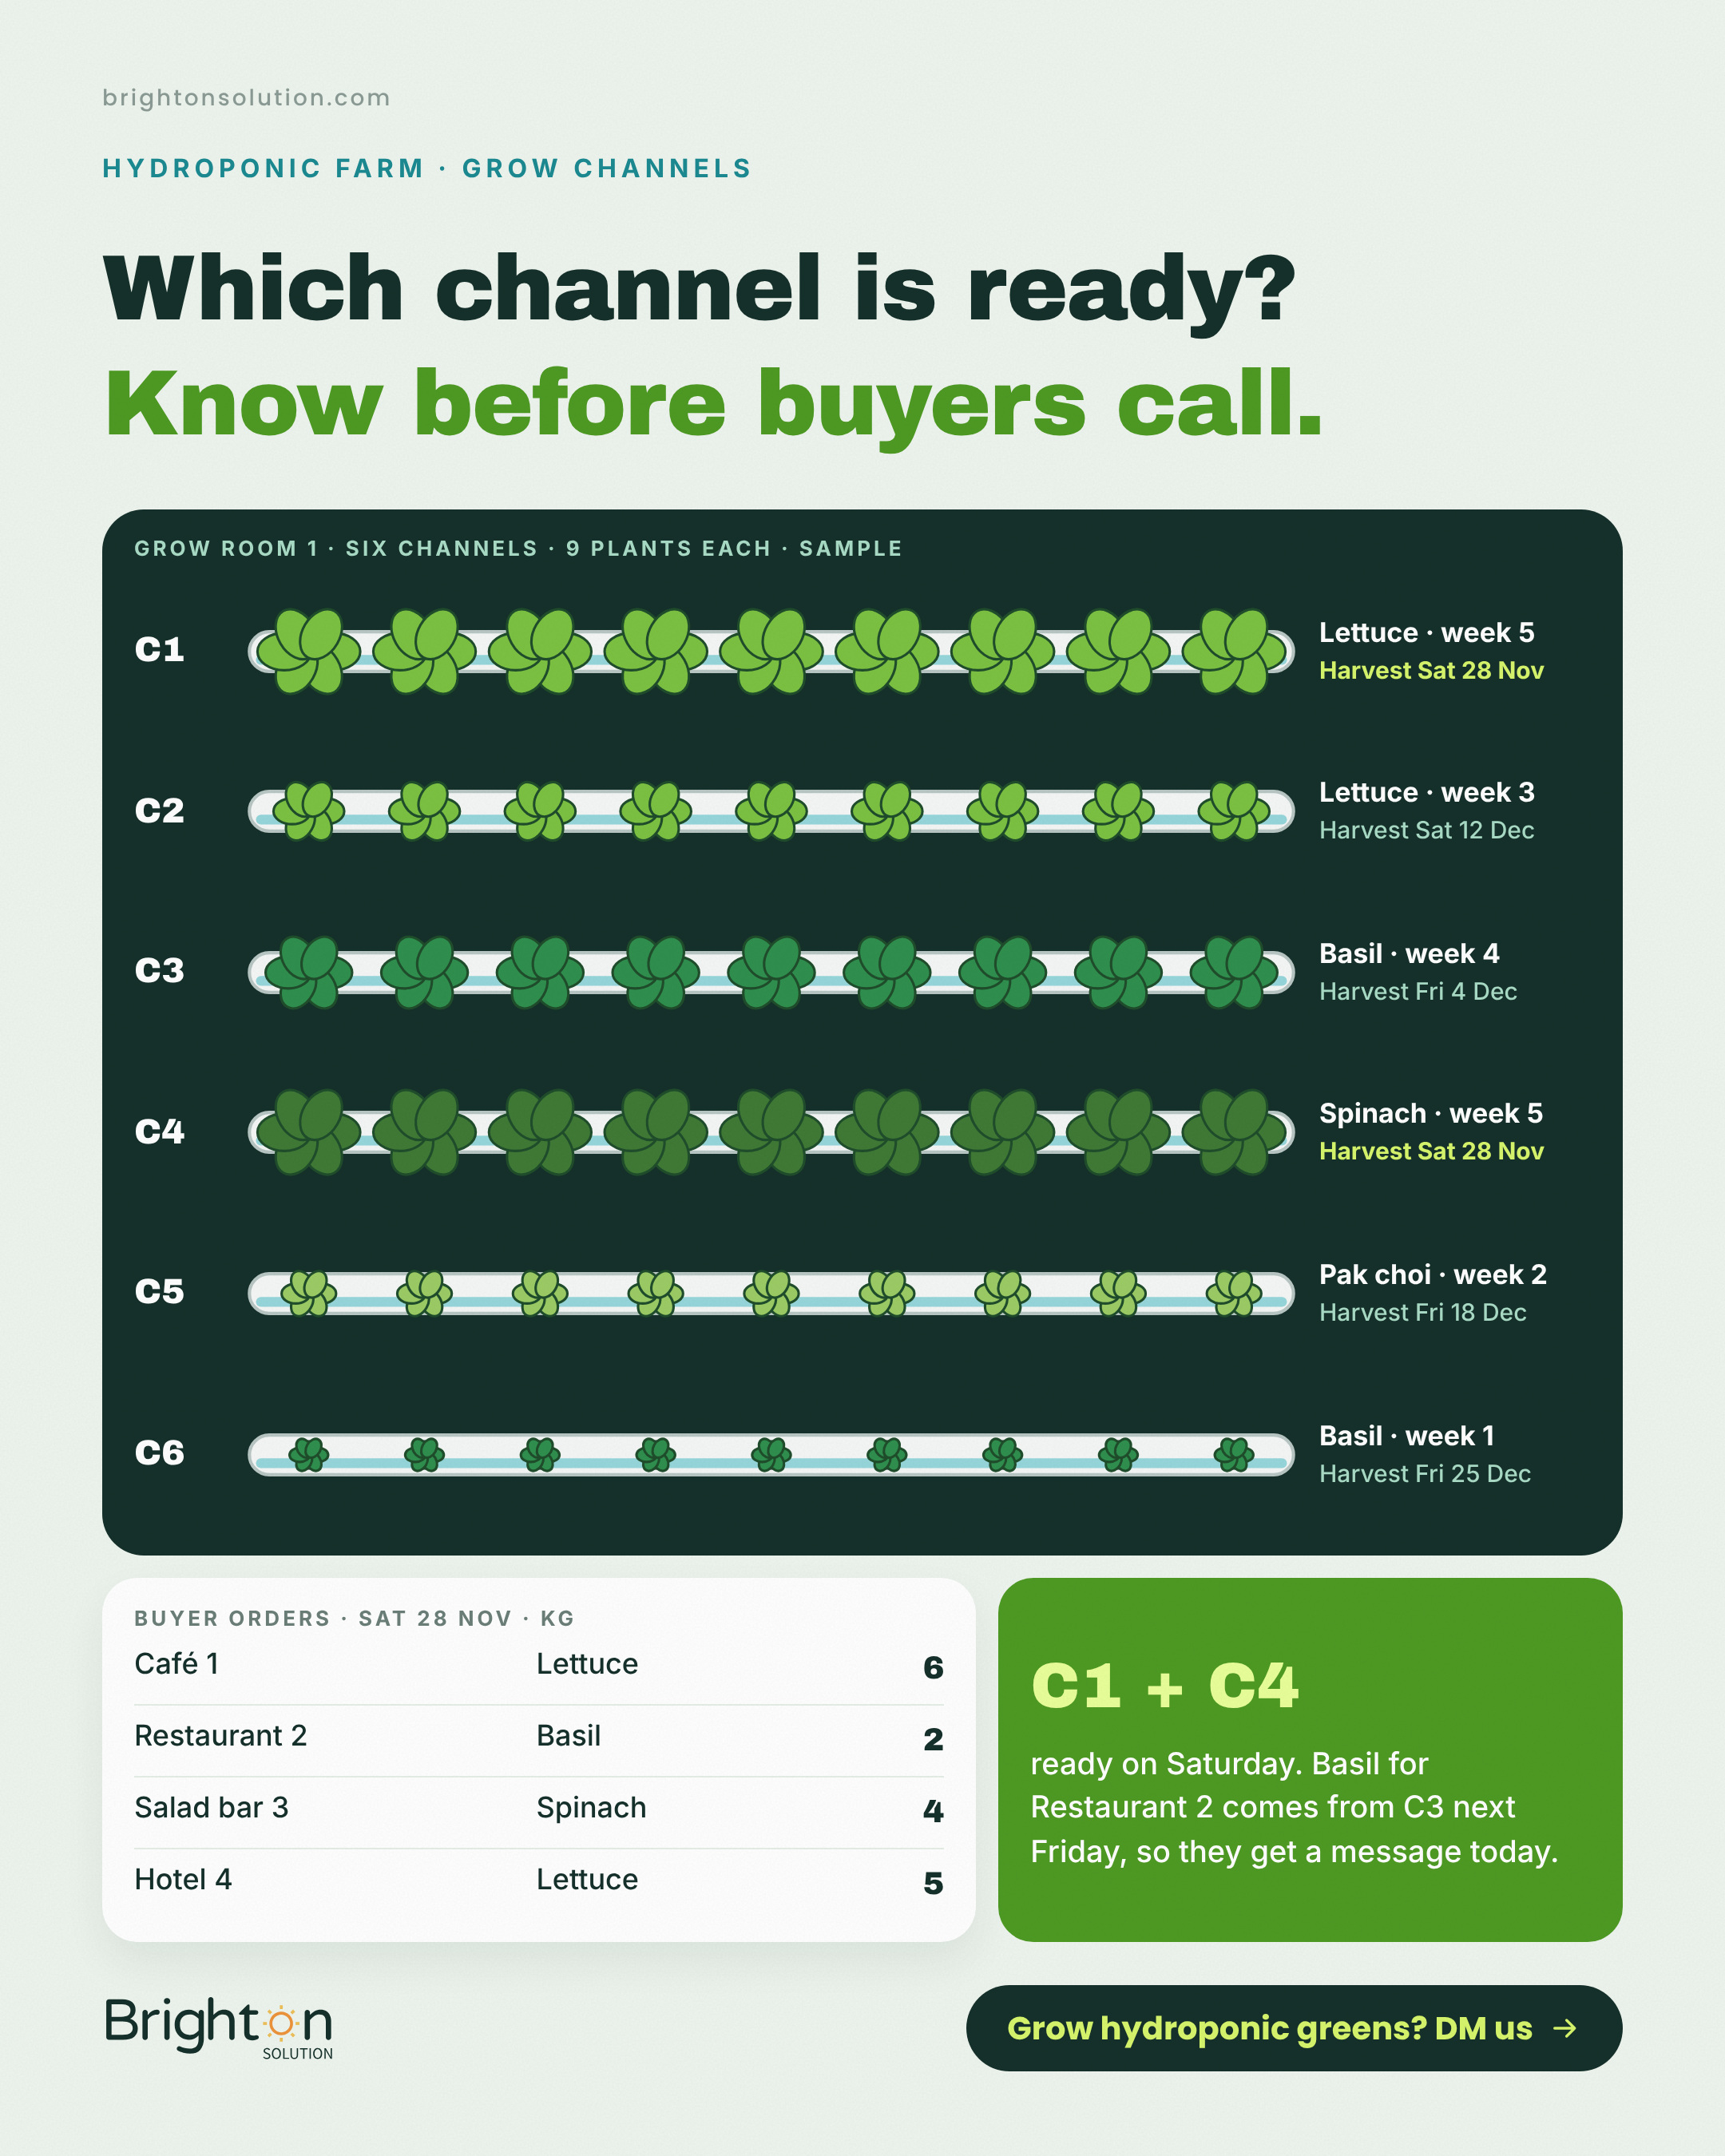 brightonsolution.com
HYDROPONIC FARM · GROW CHANNELS
Which channel is ready?
Know before buyers call.
GROW ROOM 1 · SIX CHANNELS · 9 PLANTS EACH · SAMPLE
C1
Lettuce · week 5
Harvest Sat 28 Nov
C2
Lettuce · week 3
Harvest Sat 12 Dec
C3
Basil · week 4
Harvest Fri 4 Dec
C4
Spinach · week 5
Harvest Sat 28 Nov
C5
Pak choi · week 2
Harvest Fri 18 Dec
C6
Basil · week 1
Harvest Fri 25 Dec
BUYER ORDERS · SAT 28 NOV · KG
Café 1 Lettuce 6
Restaurant 2 Basil 2
Salad bar 3 Spinach 4
Hotel 4 Lettuce 5
C1 + C4
ready on Saturday. Basil for
Restaurant 2 comes from C3 next
Friday, so they get a message today.
Brighton
SOLUTION
Grow hydroponic greens? DM us →